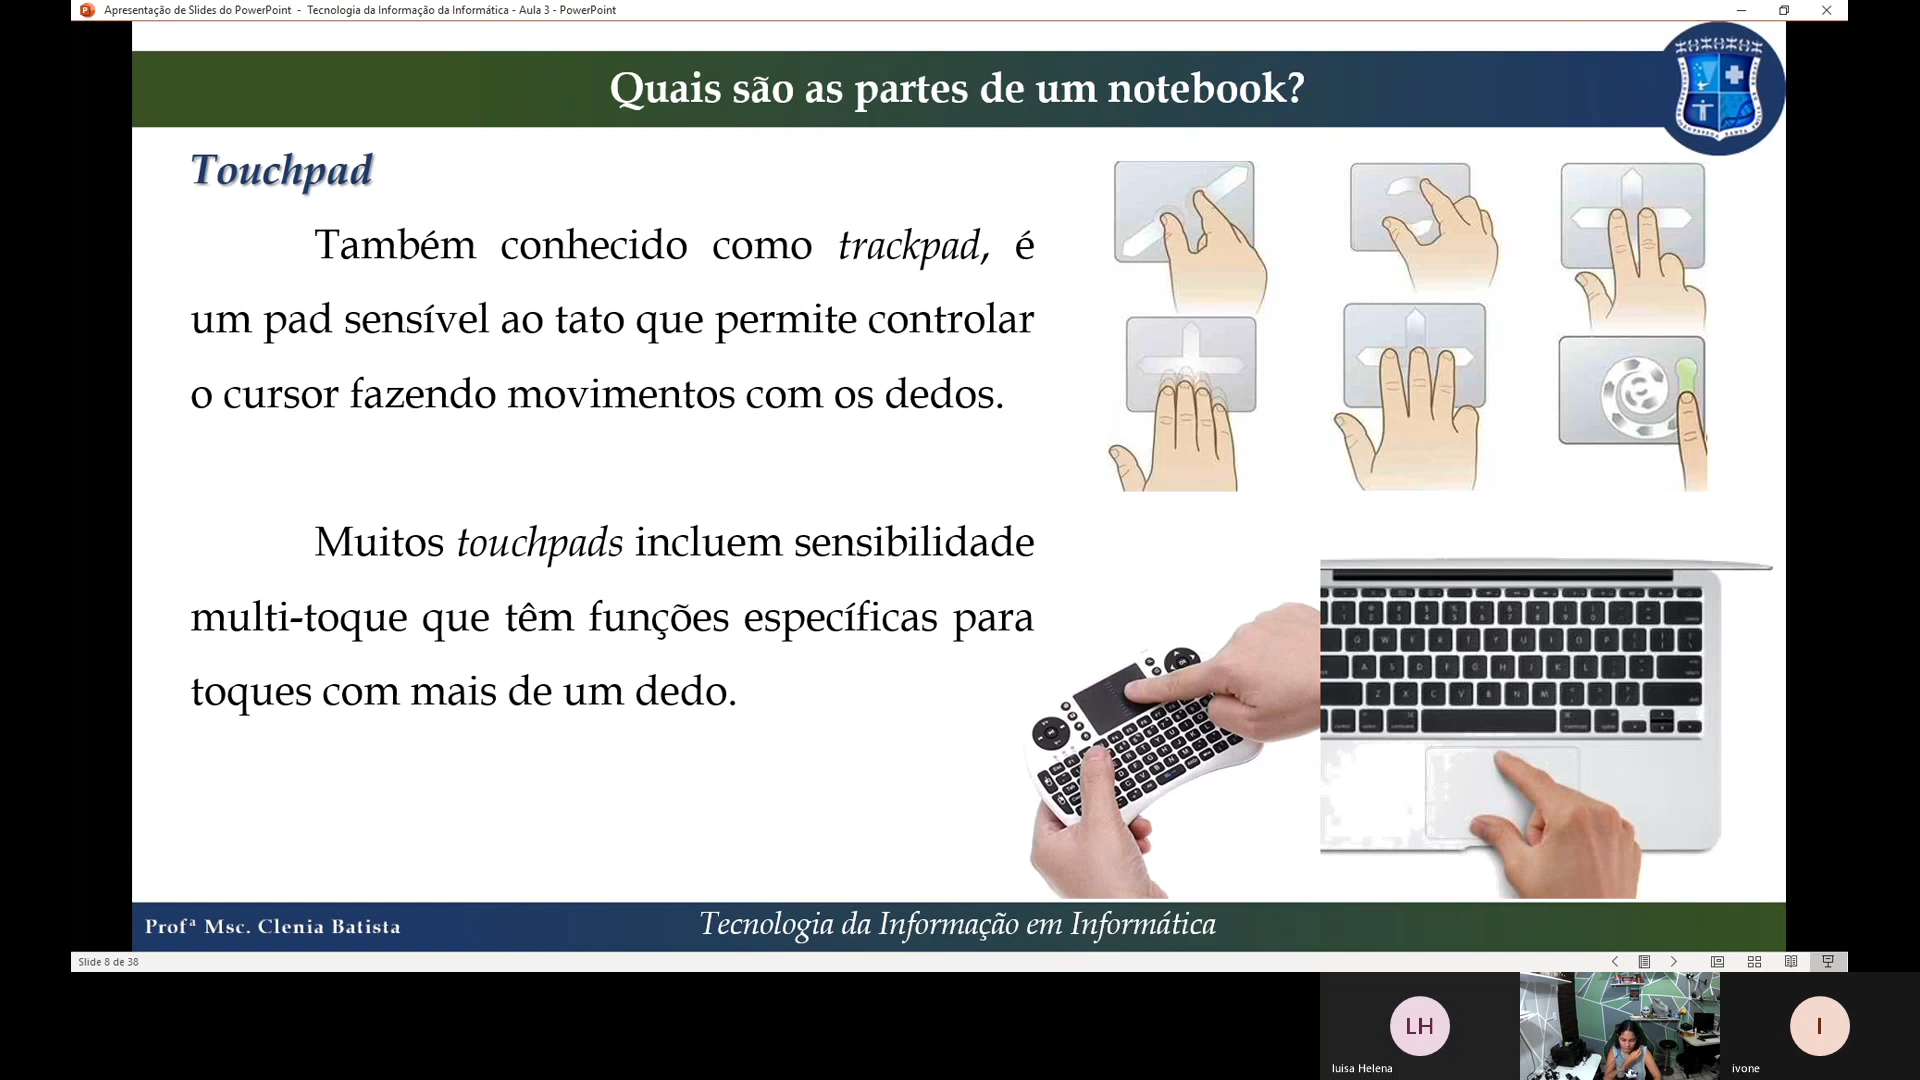 Apresentação de Slides do PowerPoint - Tecnologia da Informação da Informática - Aula 3 - PowerPoint
Quais são as partes de um notebook?
Touchpad
Também conhecido como trackpad, é
um pad sensível ao tato que permite controlar
o cursor fazendo movimentos com os dedos.
Muitos touchpads incluem sensibilidade
multi-toque que têm funções específicas para
toques com mais de um dedo.
Profª Msc. Clenia Batista
Tecnologia da Informação em Informática
Slide 8 de 38
LH
luisa Helena
I
ivone